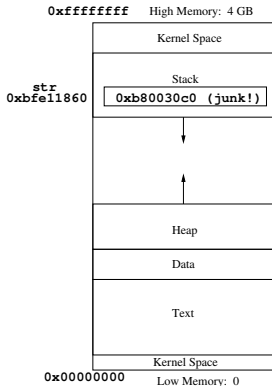 0xffffffff High Memory: 4 GB
Kernel Space
Stack
str
0xbfe11860
0xb80030c0 (junk!)
Heap
Data
Text
Kernel Space
0x00000000
Low Memory: 0